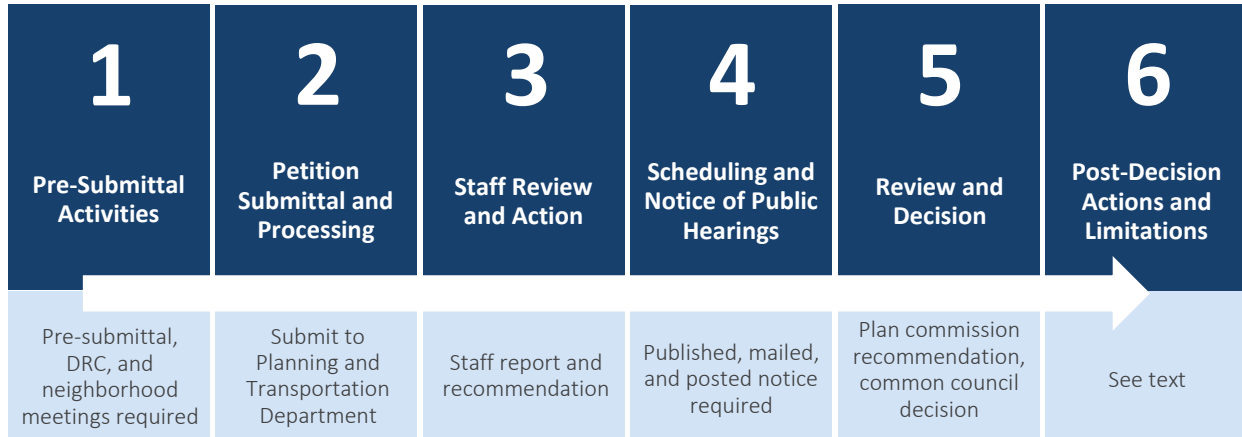 1
Pre-Submittal
Activities
Pre-submittal,
DRC, and
neighborhood
meetings required
2
Petition
Submittal and
Processing
Submit to
Planning and
Transportation
Department
3
Staff Review
and Action
Staff report and
recommendation
4
Scheduling and
Notice of Public
Hearings
Published, mailed,
and posted notice
required
5
Review and
Decision
Plan commission
recommendation,
common council
decision
6
Post-Decision
Actions and
Limitations
See text